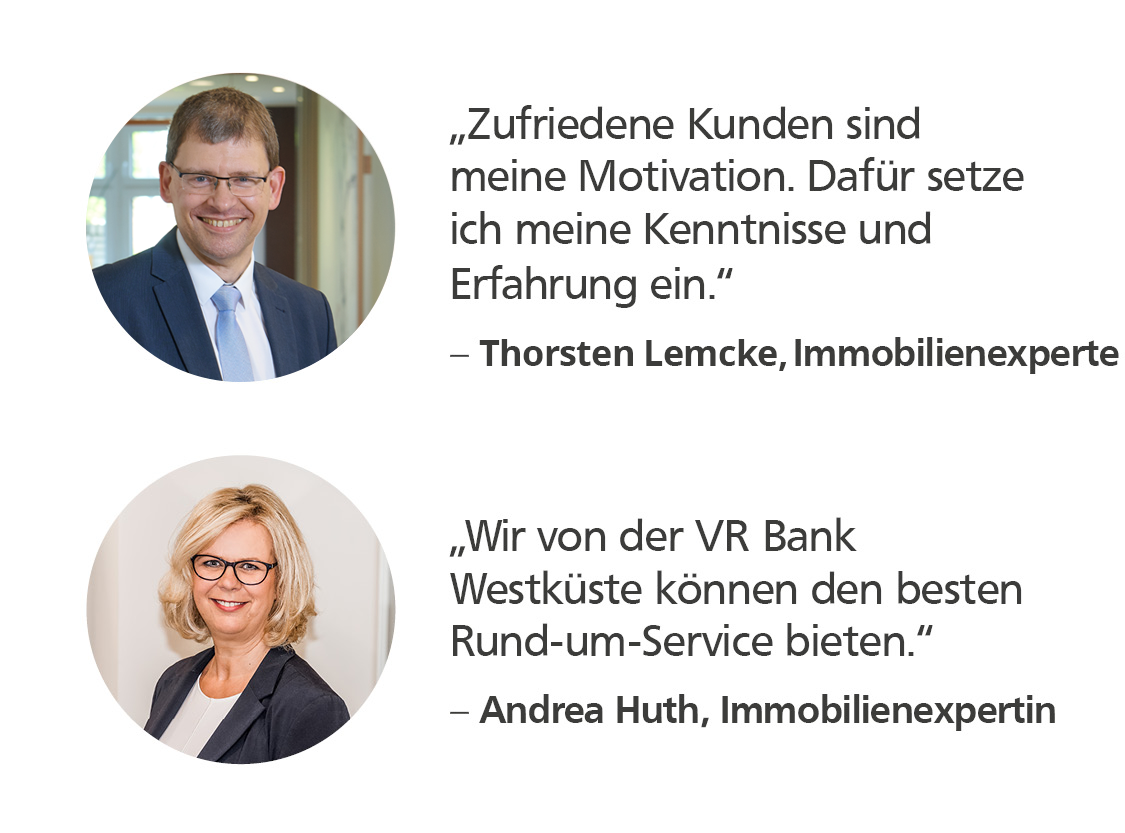 „Zufriedene Kunden sind
meine Motivation. Dafür setze
ich meine Kenntnisse und
Erfahrung ein.“
– Thorsten Lemcke, Immobilienexperte
„Wir von der VR Bank
Westküste können den besten
Rund-um-Service bieten.“
– Andrea Huth, Immobilienexpertin